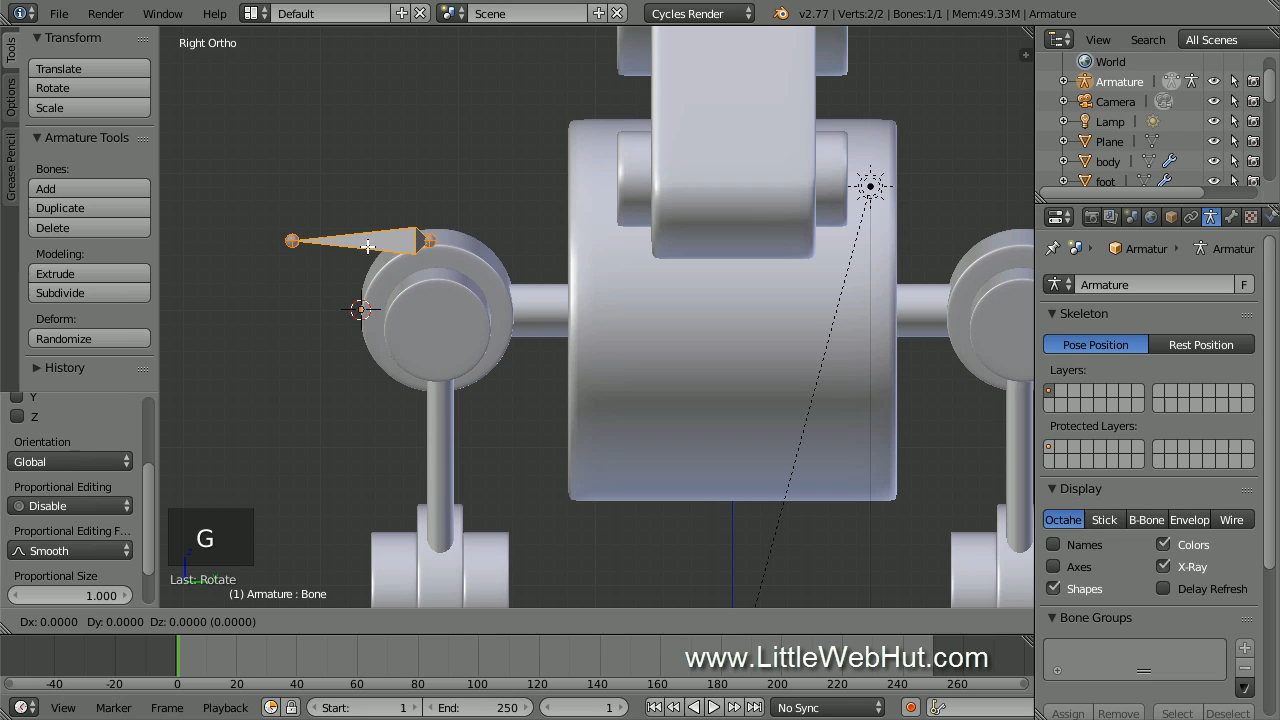 File Render Window Help Default Scene Cycles Render v2.77 | Verts:2/2 | Bones:1/1 | Mem:49.33M | Armature
Tools
Options
Grease Pencil
Transform
Translate
Rotate
Scale
Armature Tools
Bones:
Add
Duplicate
Delete
Modeling:
Extrude
Subdivide
Deform:
Randomize
History
Y
Z
Orientation
Global
Proportional Editing
Disable
Proportional Editing F...
Smooth
Proportional Size
1.000
Right Ortho
G
Last: Rotate
(1) Armature : Bone
Dx: 0.0000 Dy: 0.0000 Dz: 0.0000 (0.0000)
View Search All Scenes
World
Armature
Camera
Lamp
Plane
body
foot
Armatur Armatur
Armature F
Skeleton
Pose Position Rest Position
Layers:
Protected Layers:
Display
Octahe Stick B-Bone Envelop Wire
Names Colors
Axes X-Ray
Shapes Delay Refresh
Bone Groups
Assign Remove Select Deselect
www.LittleWebHut.com
-40 -20 0 20 40 60 80 100 120 140 160 180 200 220 240 260
View Marker Frame Playback Start: 1 End: 250 1 No Sync